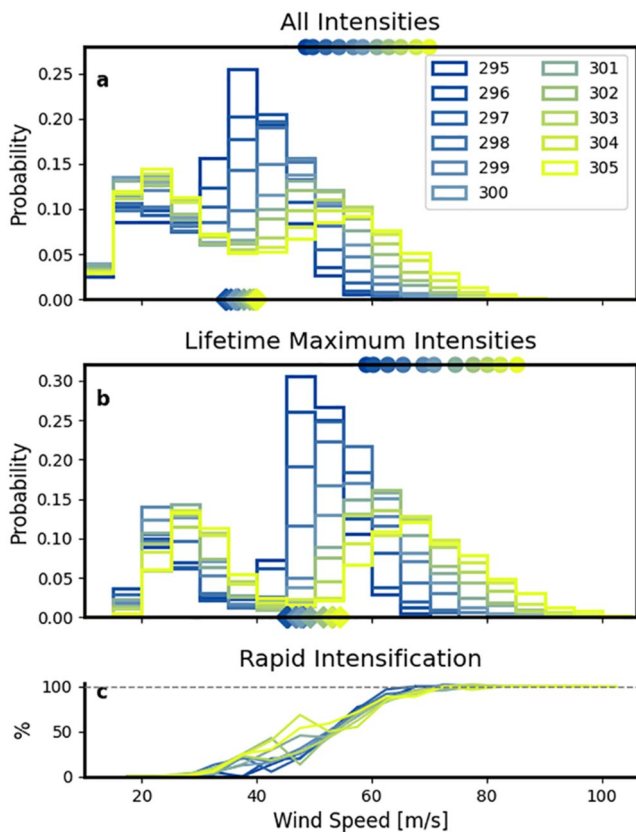 All Intensities
a
Probability
0.25
0.20
0.15
0.10
0.05
0.00
295 301
296 302
297 303
298 304
299 305
300
Lifetime Maximum Intensities
b
Probability
0.30
0.25
0.20
0.15
0.10
0.05
0.00
Rapid Intensification
c
%
100
50
0
20 40 60 80 100
Wind Speed [m/s]